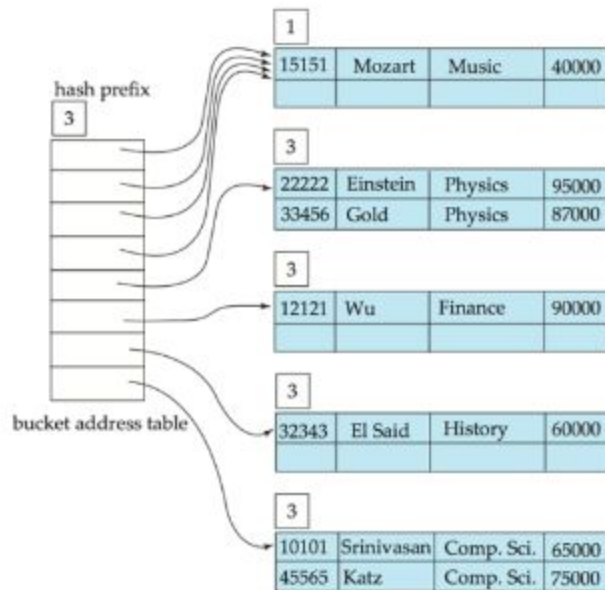 hash prefix
3
bucket address table
1
15151 Mozart Music 40000
3
22222 Einstein Physics 95000
33456 Gold Physics 87000
3
12121 Wu Finance 90000
3
32343 El Said History 60000
3
10101 Srinivasan Comp. Sci. 65000
45565 Katz Comp. Sci. 75000